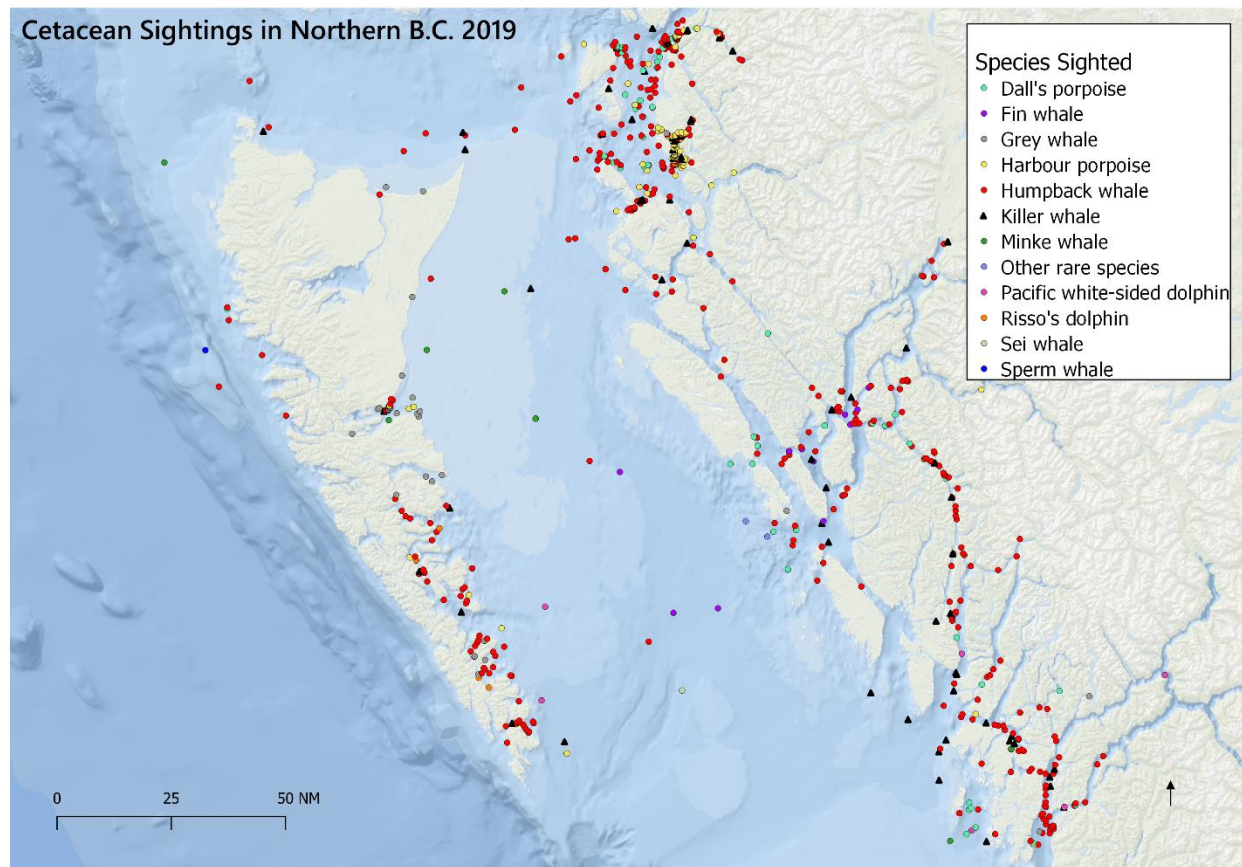 Cetacean Sightings in Northern B.C. 2019
Species Sighted
Dall's porpoise
Fin whale
Grey whale
Harbour porpoise
Humpback whale
Killer whale
Minke whale
Other rare species
Pacific white-sided dolphin
Risso's dolphin
Sei whale
Sperm whale
0 25 50 NM